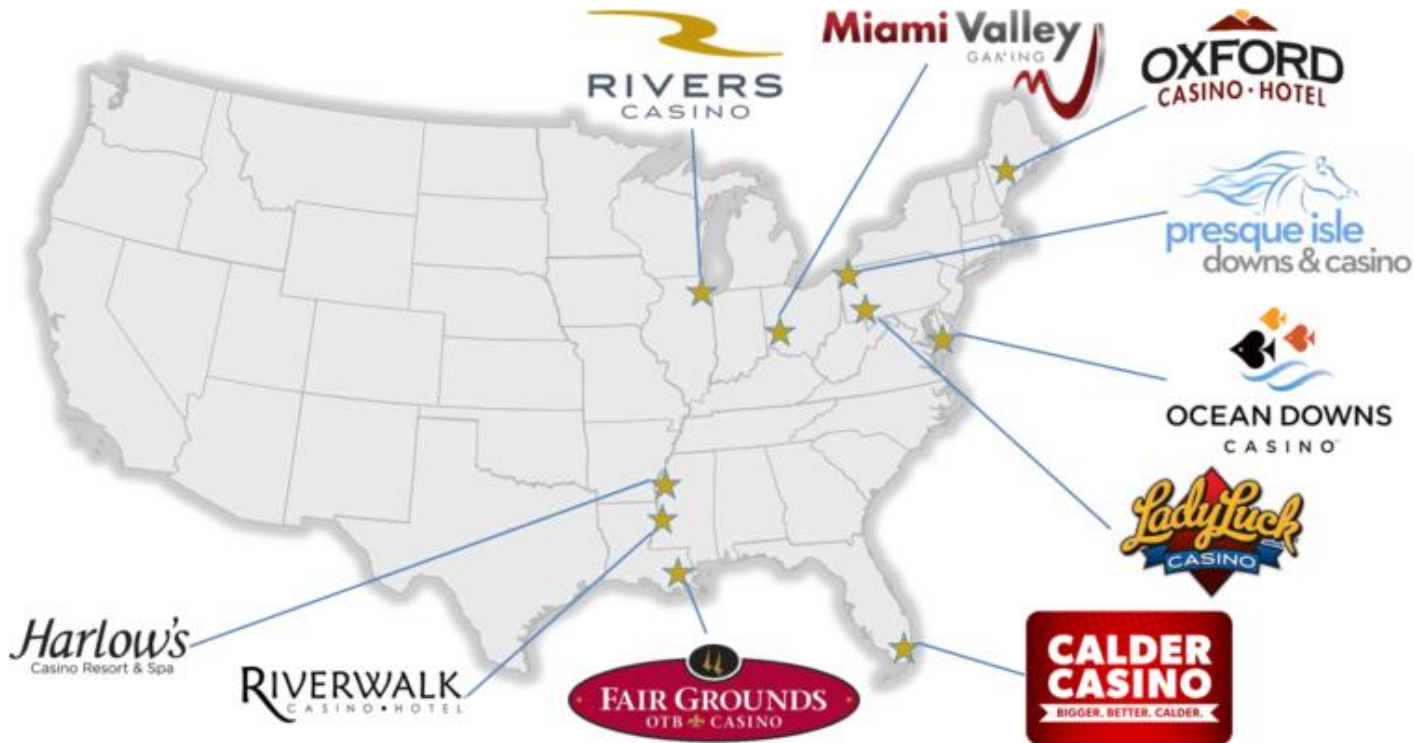 RIVERS
CASINO
Miami Valley
GAMING
OXFORD
CASINO • HOTEL
presque isle
downs & casino
OCEAN DOWNS
CASINO
Lady Luck
CASINO
Harlow's
Casino Resort & Spa
RIVERWALK
CASINO • HOTEL
FAIR GROUNDS
OTB CASINO
CALDER
CASINO
BIGGER. BETTER. CALDER.